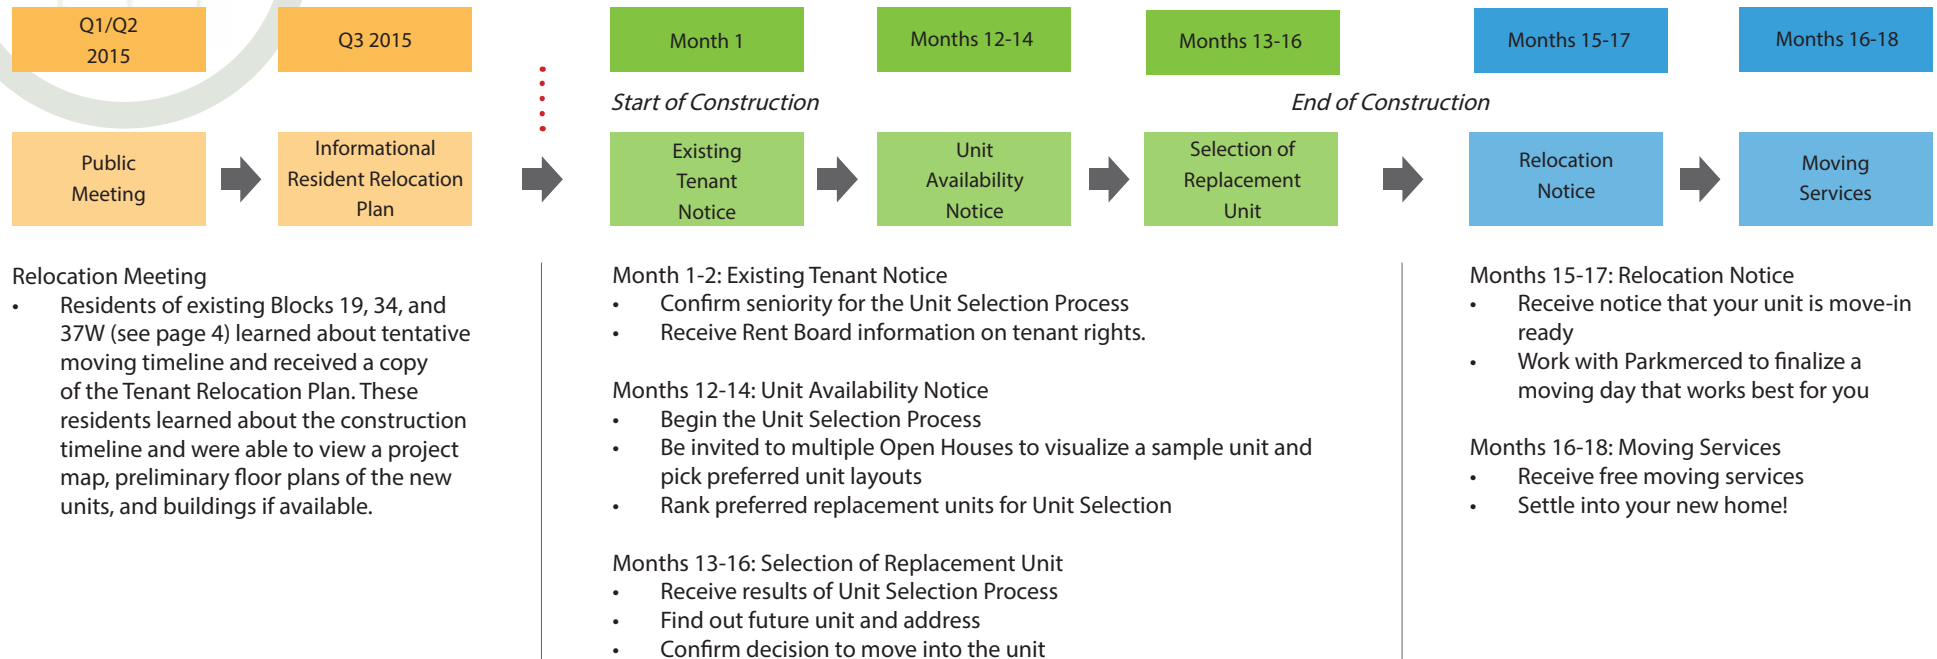 Q1/Q2
2015
Q3 2015
Month 1
Months 12-14
Months 13-16
Months 15-17
Months 16-18
Start of Construction
End of Construction
Public
Meeting
Informational
Resident Relocation
Plan
Existing
Tenant
Notice
Unit
Availability
Notice
Selection of
Replacement
Unit
Relocation
Notice
Moving
Services
Relocation Meeting
• Residents of existing Blocks 19, 34, and
37W (see page 4) learned about tentative
moving timeline and received a copy
of the Tenant Relocation Plan. These
residents learned about the construction
timeline and were able to view a project
map, preliminary floor plans of the new
units, and buildings if available.
Month 1-2: Existing Tenant Notice
• Confirm seniority for the Unit Selection Process
• Receive Rent Board information on tenant rights.
Months 12-14: Unit Availability Notice
• Begin the Unit Selection Process
• Be invited to multiple Open Houses to visualize a sample unit and
pick preferred unit layouts
• Rank preferred replacement units for Unit Selection
Months 13-16: Selection of Replacement Unit
• Receive results of Unit Selection Process
• Find out future unit and address
• Confirm decision to move into the unit
Months 15-17: Relocation Notice
• Receive notice that your unit is move-in
ready
• Work with Parkmerced to finalize a
moving day that works best for you
Months 16-18: Moving Services
• Receive free moving services
• Settle into your new home!